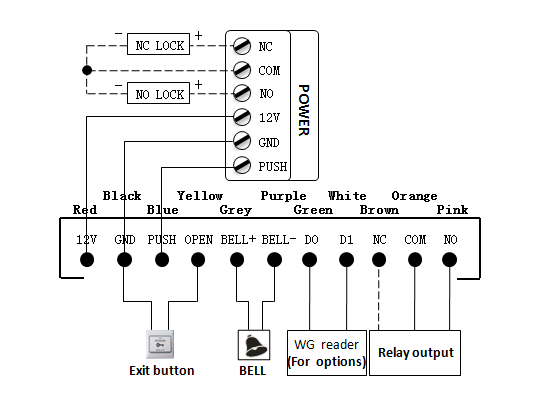 - NC LOCK + NC
COM
- NO LOCK + NO
12V
GND
PUSH
POWER
Black Yellow Purple White Orange
Red Blue Grey Green Brown Pink
12V GND PUSH OPEN BELL+ BELL- D0 D1 NC COM NO
Exit button
BELL
WG reader
(For options)
Relay output